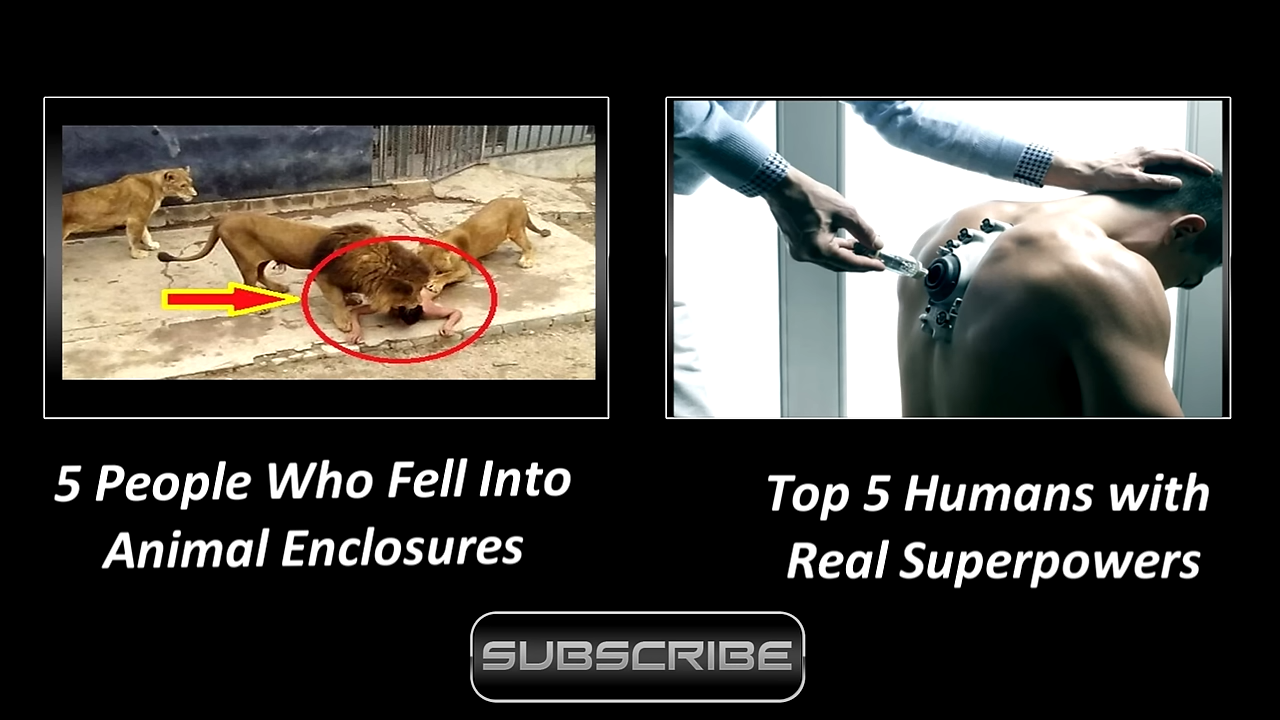 5 People Who Fell Into
Animal Enclosures
Top 5 Humans with
Real Superpowers
SUBSCRIBE